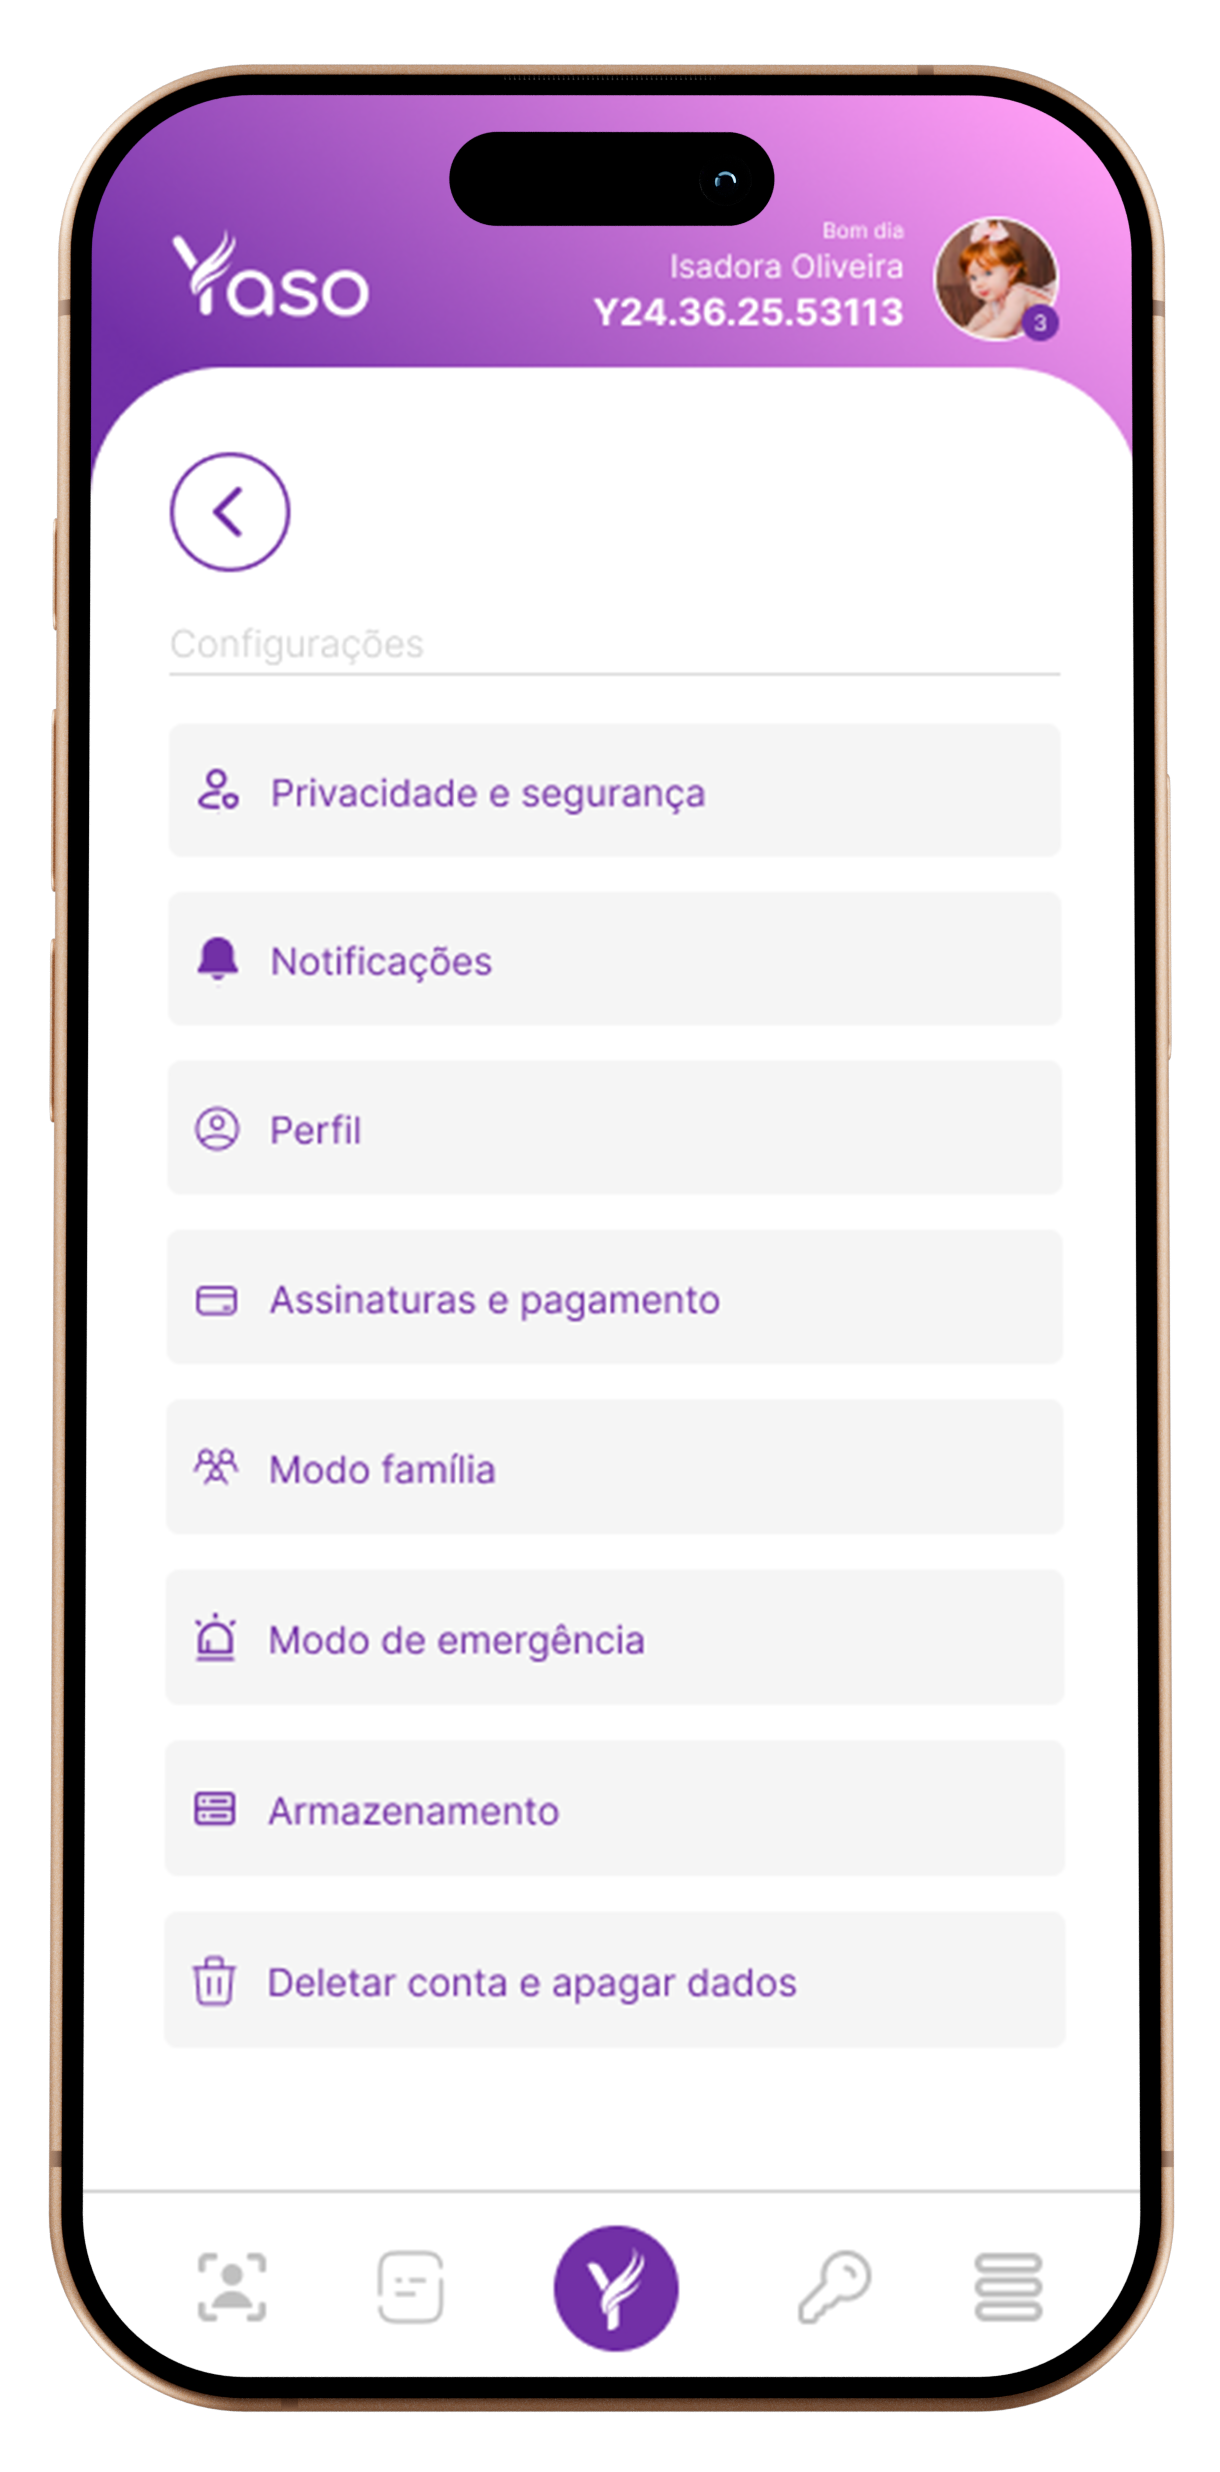 Yaso
Bom dia
Isadora Oliveira
Y24.36.25.53113
3
Configurações
Privacidade e segurança
Notificações
Perfil
Assinaturas e pagamento
Modo família
Modo de emergência
Armazenamento
Deletar conta e apagar dados